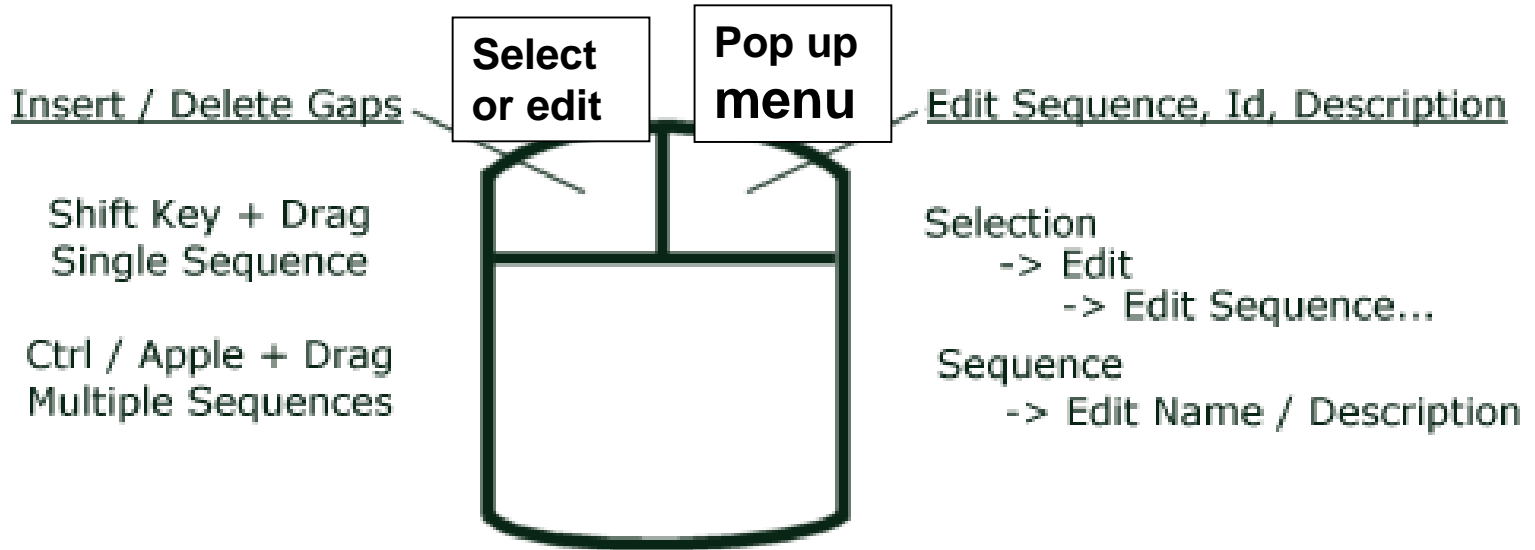 Select
or edit
Pop up
menu
Insert / Delete Gaps
Shift Key + Drag
Single Sequence
Ctrl / Apple + Drag
Multiple Sequences
Edit Sequence, Id, Description
Selection
-> Edit
-> Edit Sequence...
Sequence
-> Edit Name / Description